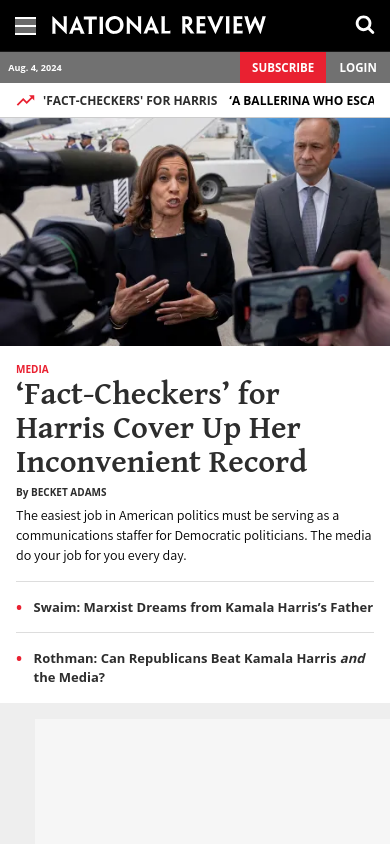 NATIONAL REVIEW
Aug. 4, 2024
SUBSCRIBE
LOGIN
'FACT-CHECKERS' FOR HARRIS
‘A BALLERINA WHO ESCA
MEDIA
‘Fact-Checkers’ for
Harris Cover Up Her
Inconvenient Record
By BECKET ADAMS
The easiest job in American politics must be serving as a
communications staffer for Democratic politicians. The media
do your job for you every day.
• Swaim: Marxist Dreams from Kamala Harris’s Father
• Rothman: Can Republicans Beat Kamala Harris and
the Media?